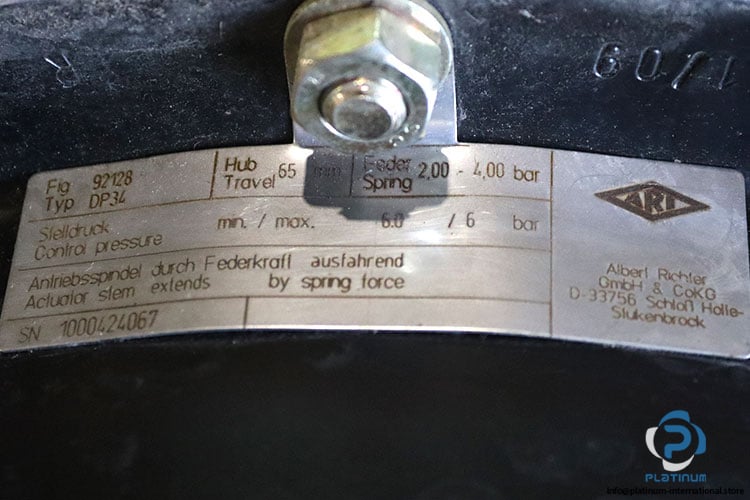 R
1/09
Fig 92128
Typ DP34
Hub
Travel 65 mm
Feder
Spring 2,00 - 4,00 bar
Stelldruck
Control pressure
min. / max. 6.0 / 6 bar
Antriebsspindel durch Federkraft ausfahrend
Actuator stem extends by spring force
SN 1000424067
ARI
Albert Richter
GmbH & CoKG
D-33756 Schloß Holte-
Stukenbrock
PLATINUM
info@platinum-international.store